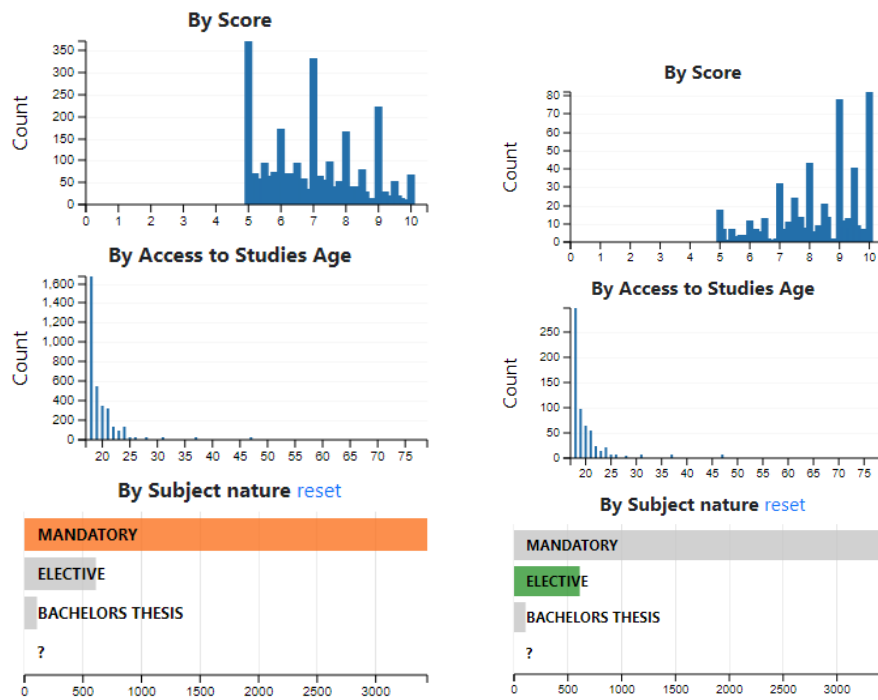 By Score
350
300
250
200
150
100
50
0
Count
0 1 2 3 4 5 6 7 8 9 10
By Access to Studies Age
1,600
1,400
1,200
1,000
800
600
400
200
0
Count
20 25 30 35 40 45 50 55 60 65 70 75
By Subject nature reset
MANDATORY
ELECTIVE
BACHELORS THESIS
?
0 500 1000 1500 2000 2500 3000
By Score
80
70
60
50
40
30
20
10
0
Count
0 1 2 3 4 5 6 7 8 9 10
By Access to Studies Age
250
200
150
100
50
0
Count
20 25 30 35 40 45 50 55 60 65 70 75
By Subject nature reset
MANDATORY
ELECTIVE
BACHELORS THESIS
?
0 500 1000 1500 2000 2500 3000